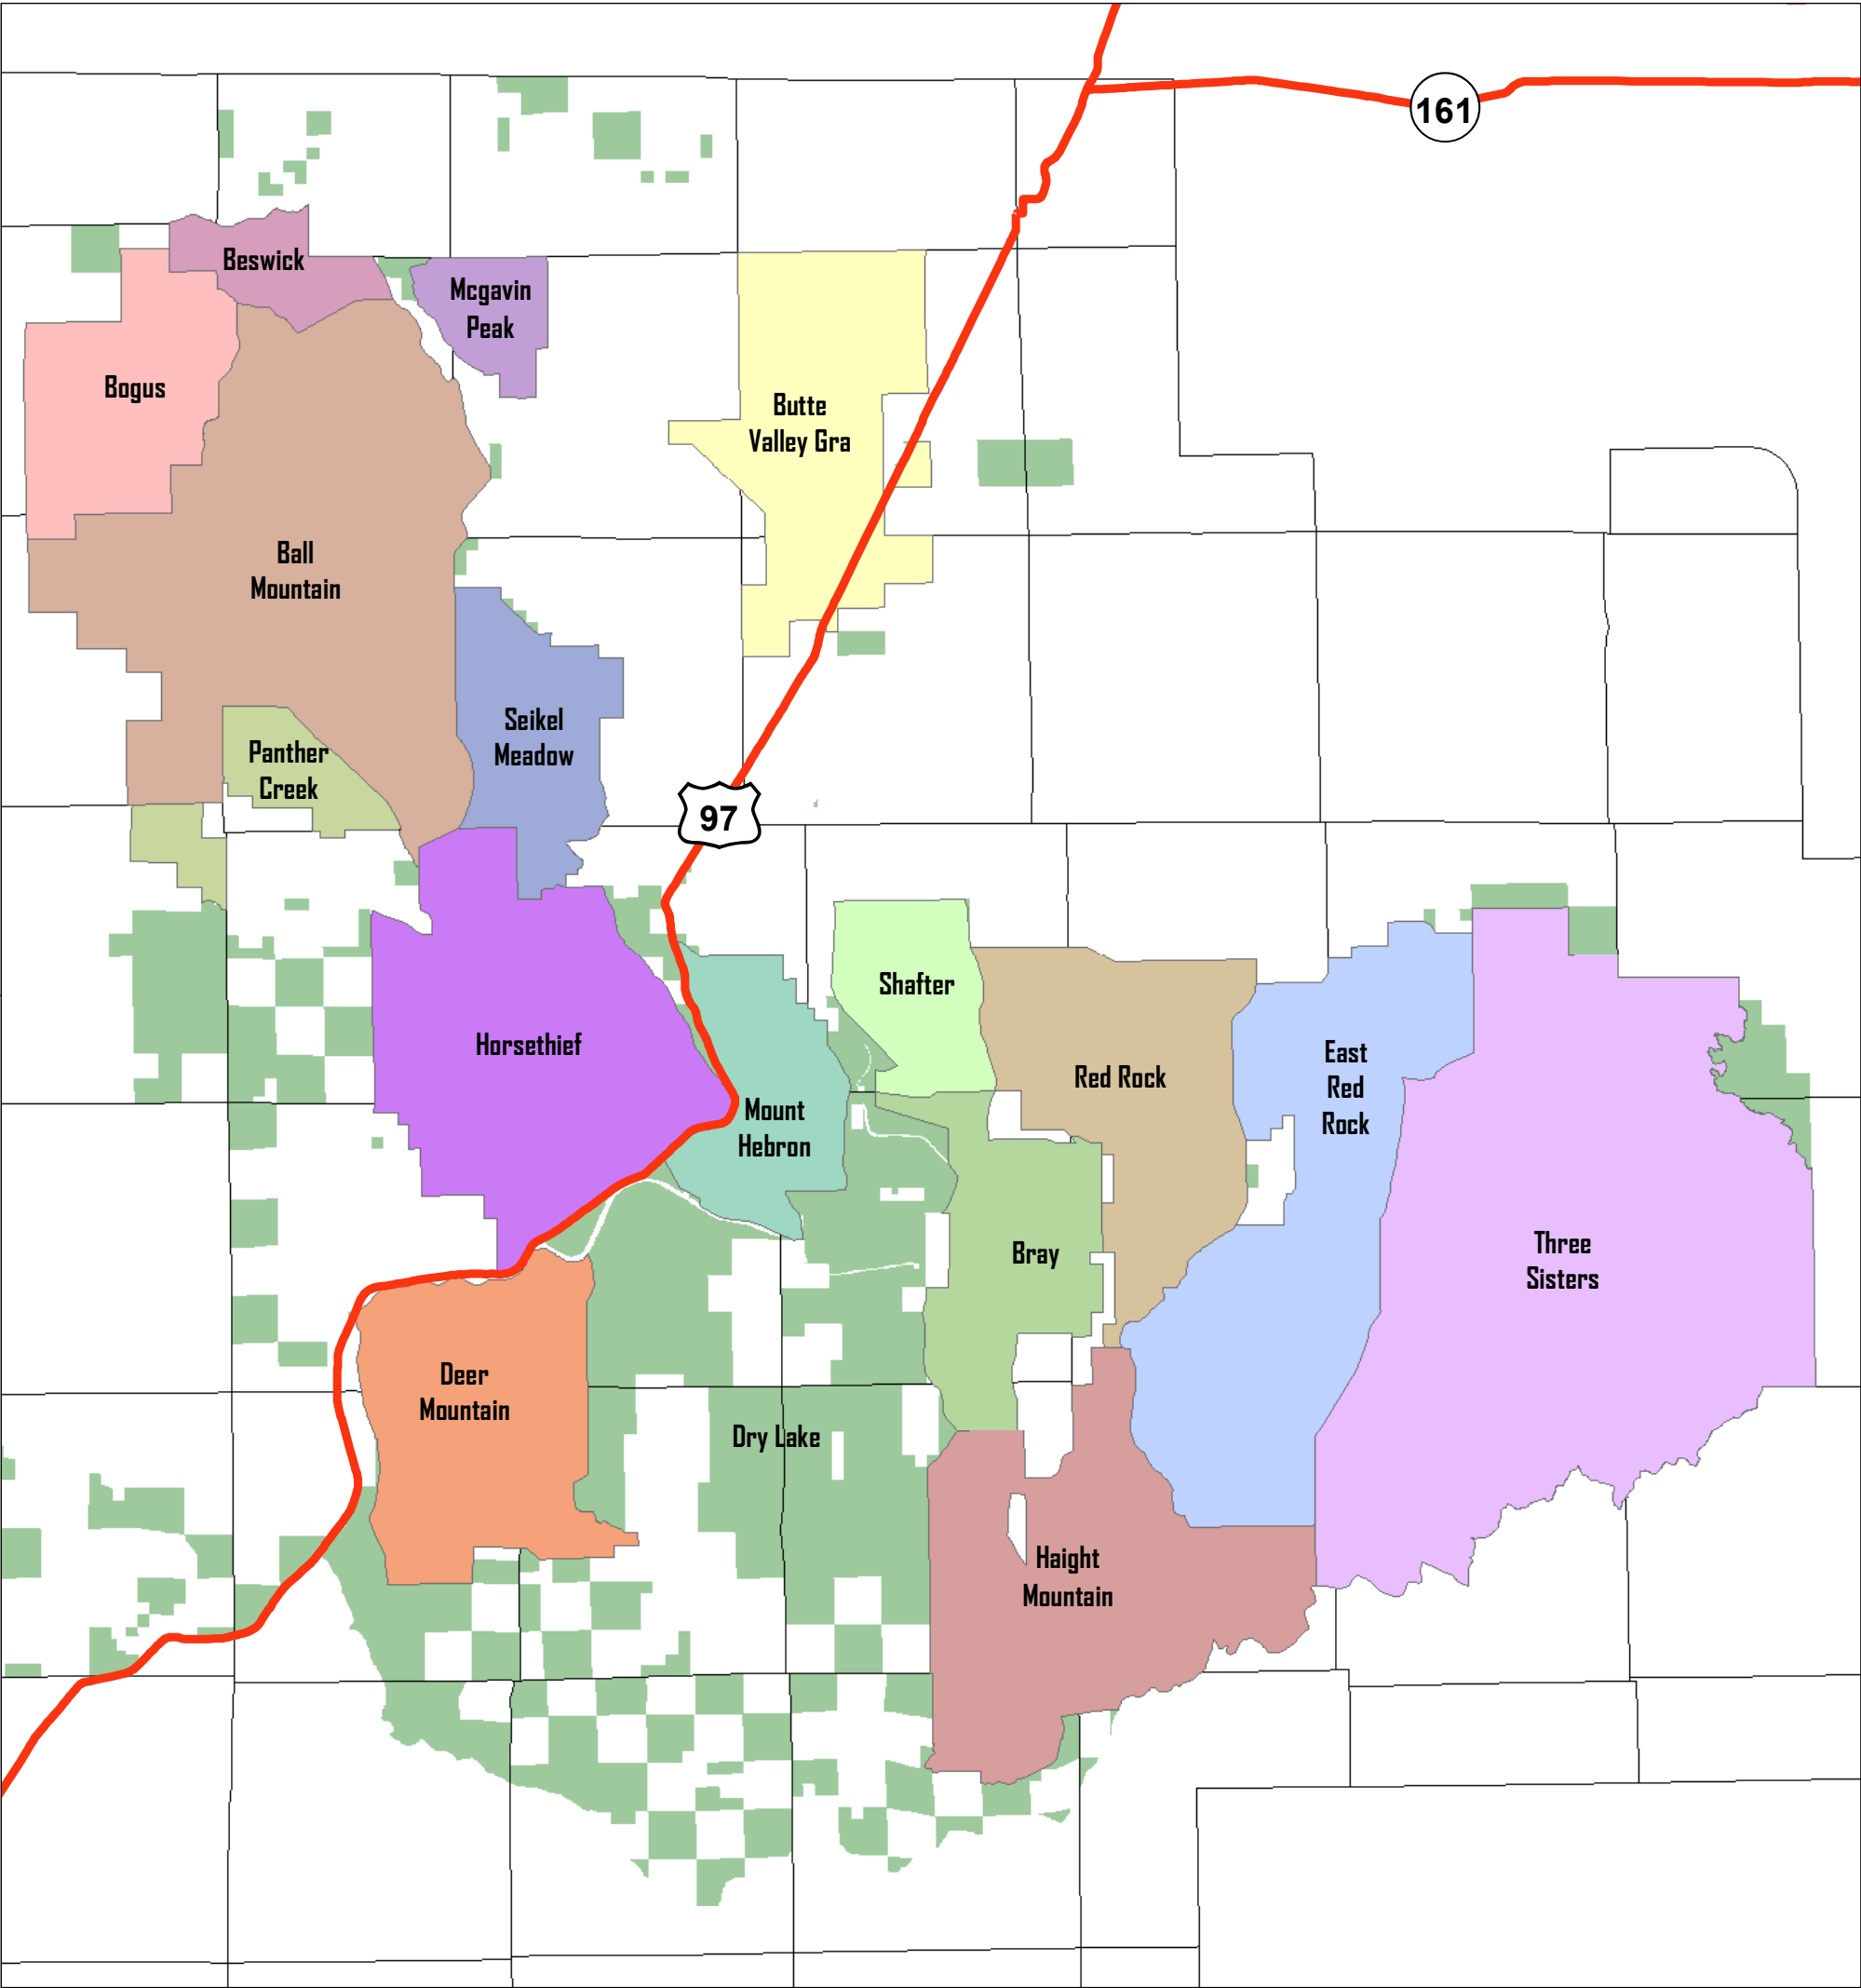 161
Beswick
Mcgavin
Peak
Bogus
Butte
Valley Gra
Ball
Mountain
Seikel
Meadow
Panther
Creek
97
Shafter
Horsethief
East
Red
Rock
Red Rock
Mount
Hebron
Three
Sisters
Bray
Deer
Mountain
Dry Lake
Haight
Mountain